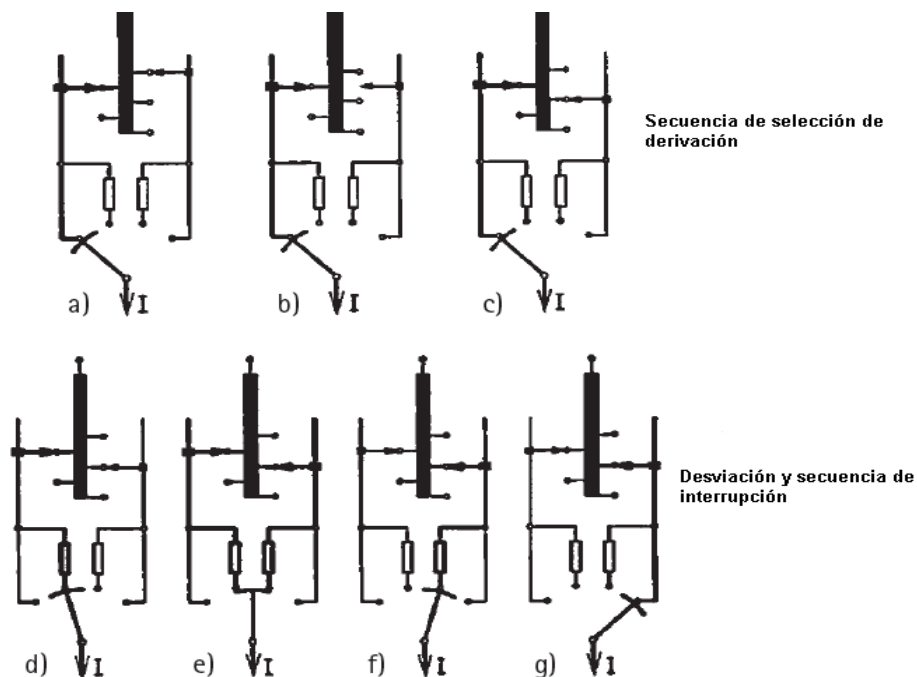 Secuencia de selección de
derivación
a) I
b) I
c) I
Desviación y secuencia de
interrupción
d) I
e) I
f) I
g) I